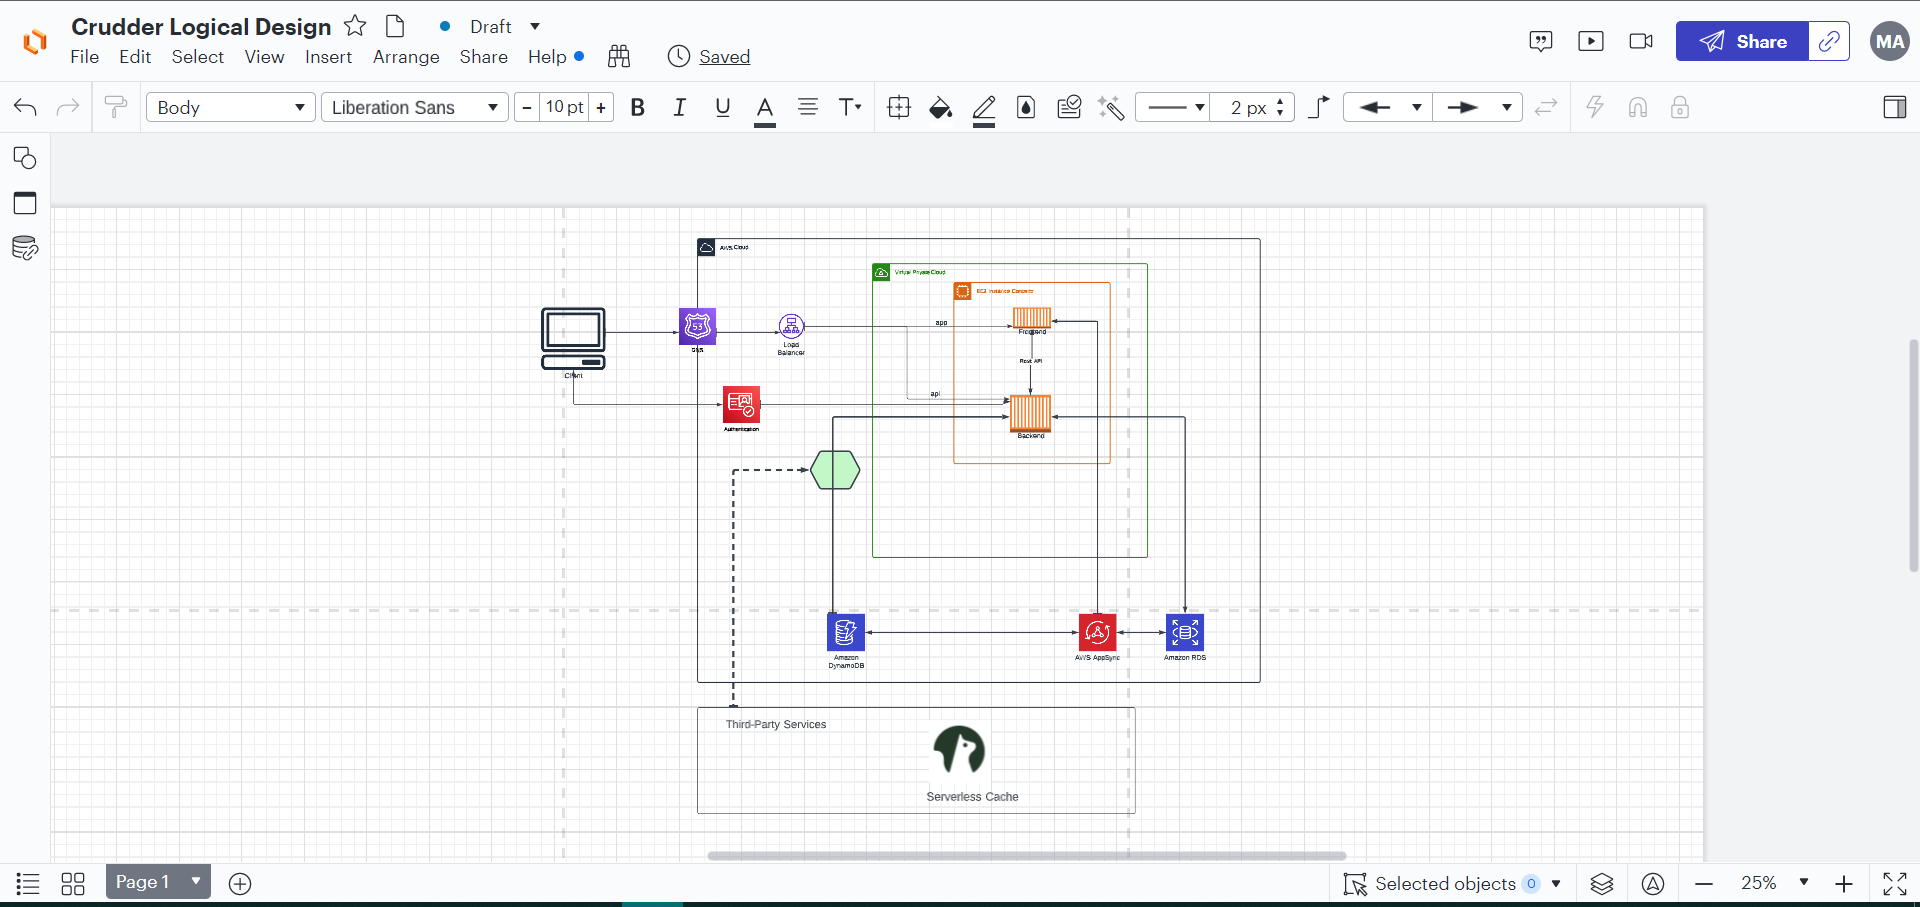 Crudder Logical Design
Draft
File Edit Select View Insert Arrange Share Help
Saved
Share
MA
Body
Liberation Sans
- 10 pt +
B I U A T
2 px
AWS Cloud
Virtual Private Cloud
EC2 Instance Contents
53
app
Frontend
Load
Balancer
Rest API
Client
api
Authentication
Backend
Amazon
DynamoDB
AWS AppSync
Amazon RDS
Third-Party Services
Serverless Cache
Page 1
Selected objects 0
25%